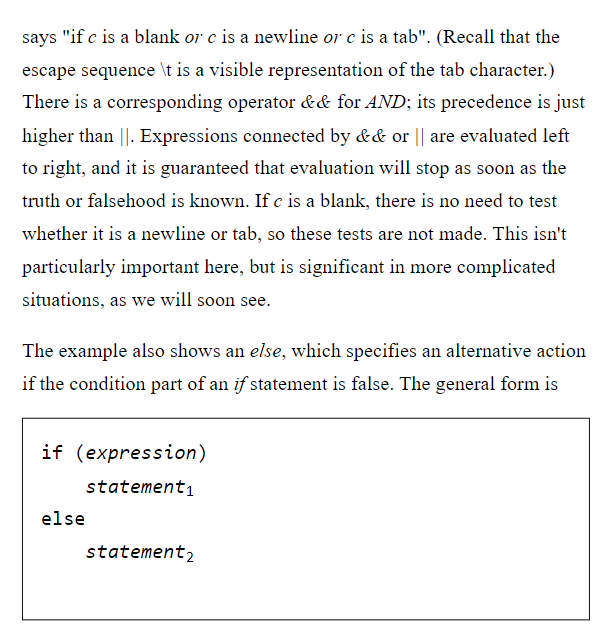 says "if c is a blank or c is a newline or c is a tab". (Recall that the
escape sequence \t is a visible representation of the tab character.)
There is a corresponding operator && for AND; its precedence is just
higher than ||. Expressions connected by && or || are evaluated left
to right, and it is guaranteed that evaluation will stop as soon as the
truth or falsehood is known. If c is a blank, there is no need to test
whether it is a newline or tab, so these tests are not made. This isn't
particularly important here, but is significant in more complicated
situations, as we will soon see.
The example also shows an else, which specifies an alternative action
if the condition part of an if statement is false. The general form is
if (expression)
    statement₁
else
    statement₂